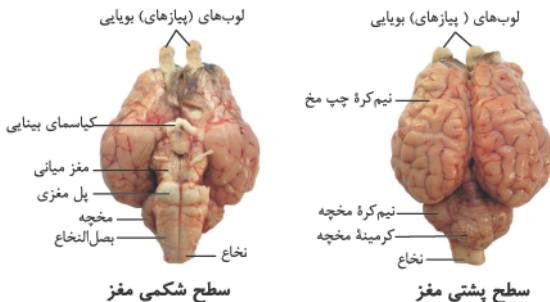 لوب‌های (پیازهای) بویایی
کیاسمای بینایی
مغز میانی
پل مغزی
مخچه
بصل‌النخاع
نخاع
سطح شکمی مغز
لوب‌های ( پیازهای) بویایی
نیم‌کرهٔ چپ مخ
نیم‌کرهٔ مخچه
کرمینهٔ مخچه
نخاع
سطح پشتی مغز